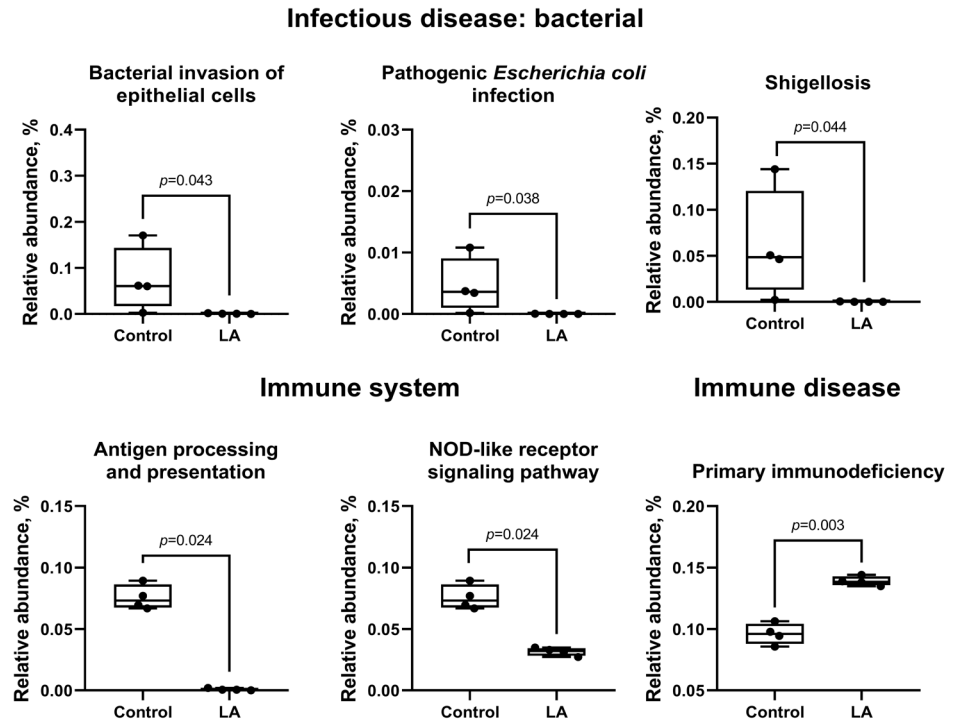 Infectious disease: bacterial
Bacterial invasion of
epithelial cells
Relative abundance, %
0.4
0.3
0.2
0.1
0.0
p=0.043
Control
LA
Pathogenic Escherichia coli
infection
Relative abundance, %
0.03
0.02
0.01
0.00
p=0.038
Control
LA
Shigellosis
Relative abundance, %
0.20
0.15
0.10
0.05
0.00
p=0.044
Control
LA
Immune system
Immune disease
Antigen processing
and presentation
Relative abundance, %
0.15
0.10
0.05
0.00
p=0.024
Control
LA
NOD-like receptor
signaling pathway
Relative abundance, %
0.15
0.10
0.05
0.00
p=0.024
Control
LA
Primary immunodeficiency
Relative abundance, %
0.20
0.15
0.10
0.05
p=0.003
Control
LA